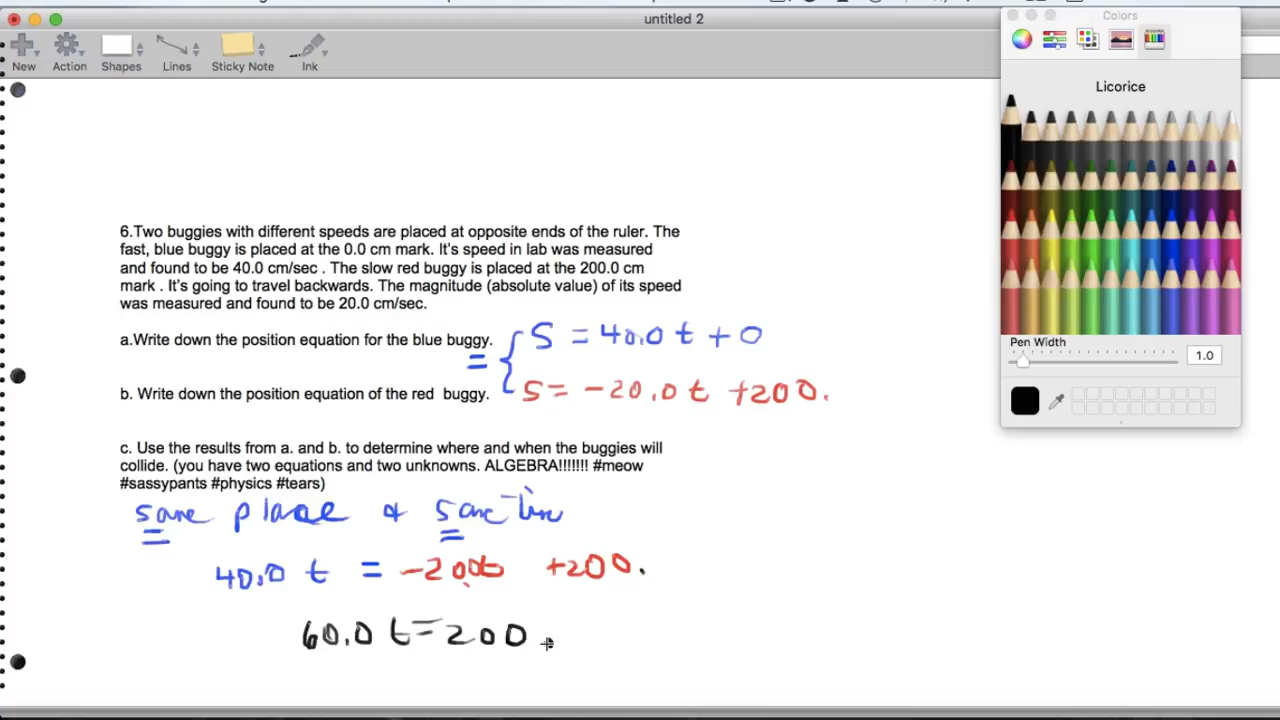 untitled 2
Colors
New Action Shapes Lines Sticky Note Ink
Licorice
6.Two buggies with different speeds are placed at opposite ends of the ruler. The
fast, blue buggy is placed at the 0.0 cm mark. It's speed in lab was measured
and found to be 40.0 cm/sec . The slow red buggy is placed at the 200.0 cm
mark . It's going to travel backwards. The magnitude (absolute value) of its speed
was measured and found to be 20.0 cm/sec.
Pen Width
1.0
a.Write down the position equation for the blue buggy.
S = 40.0 t + 0
=
b. Write down the position equation of the red buggy.
S = -20.0 t +200.
c. Use the results from a. and b. to determine where and when the buggies will
collide. (you have two equations and two unknowns. ALGEBRA!!!!!!! #meow
#sassypants #physics #tears)
same place & same time
40.0 t = -20.0t +200.
60.0 t = 200